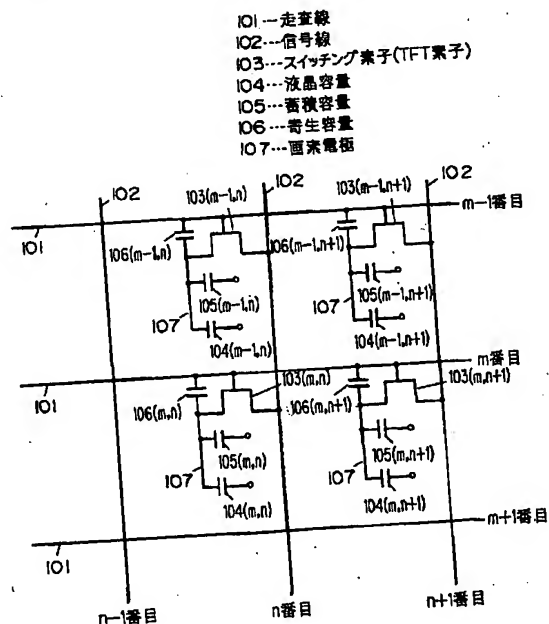 101…走査線
102…信号線
103…スイッチング素子(TFT素子)
104…液晶容量
105…蓄積容量
106…寄生容量
107…画素電極
102 103(m-1,n) 102 103(m-1,n+1) 102
m-1番目
101 106(m-1,n) 106(m-1,n+1)
105(m-1,n) 105(m-1,n+1)
107 107
104(m-1,n) 104(m-1,n+1)
m番目
101 106(m,n) 103(m,n) 106(m,n+1) 103(m,n+1)
105(m,n) 105(m,n+1)
107 107
104(m,n) 104(m,n+1)
m+1番目
101
n-1番目 n番目 n+1番目